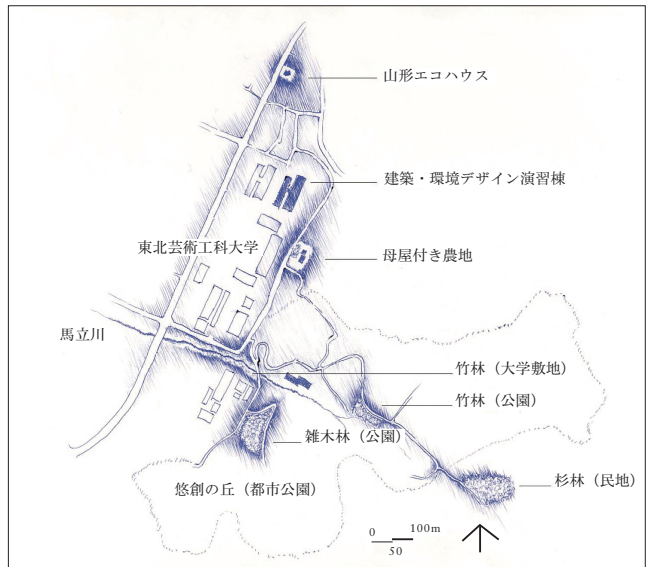 山形エコハウス
建築・環境デザイン演習棟
東北芸術工科大学
母屋付き農地
馬立川
竹林（大学敷地）
竹林（公園）
雑木林（公園）
杉林（民地）
悠創の丘（都市公園）
0 100m
50